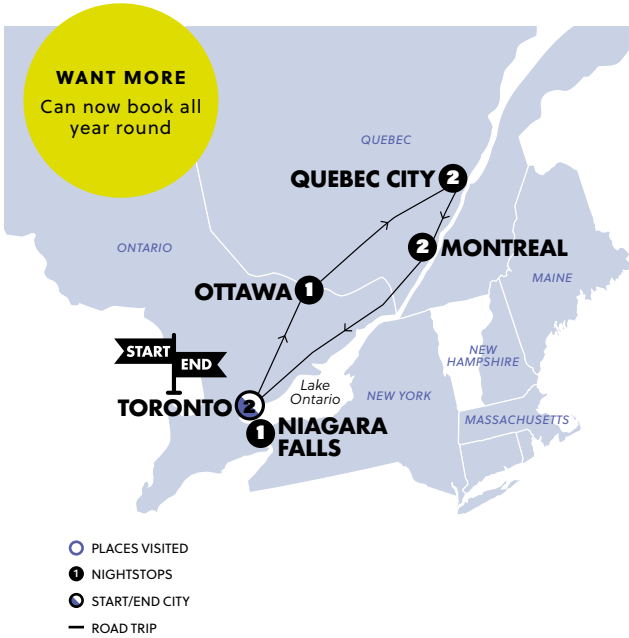 WANT MORE
Can now book all
year round
QUEBEC
QUEBEC CITY 2
ONTARIO
2 MONTREAL
MAINE
OTTAWA 1
START
END
NEW
HAMPSHIRE
Lake
Ontario
NEW YORK
TORONTO 2
MASSACHUSETTS
1 NIAGARA
FALLS
PLACES VISITED
1 NIGHTSTOPS
START/END CITY
ROAD TRIP